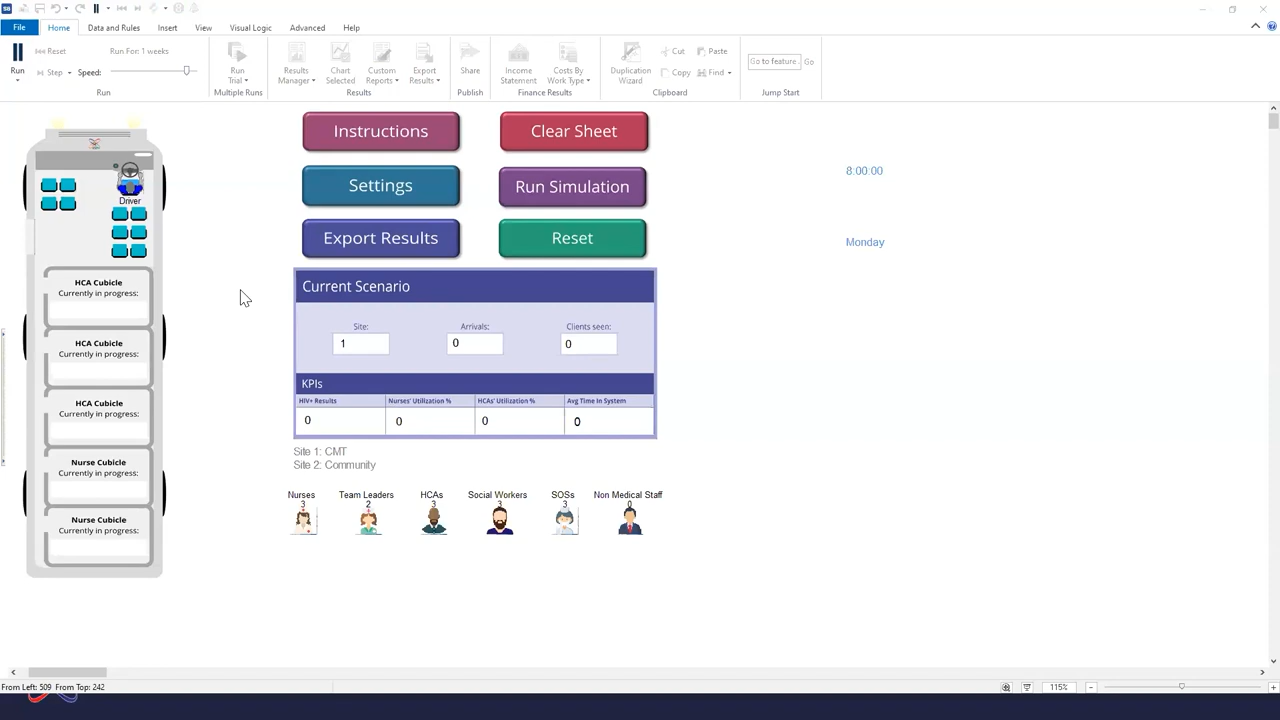 S8
File Home Data and Rules Insert View Visual Logic Advanced Help
Run
Reset
Step
Run For: 1 weeks
Speed:
Run
Run Trial
Multiple Runs
Results Manager
Chart Selected
Custom Reports
Export Results
Results
Share
Publish
Income Statement
Costs By Work Type
Finance Results
Duplication Wizard
Cut
Copy
Paste
Find
Clipboard
Go to feature.. Go
Jump Start
Instructions
Clear Sheet
Settings
Run Simulation
Export Results
Reset
8:00:00
Monday
Driver
HCA Cubicle
Currently in progress:
HCA Cubicle
Currently in progress:
HCA Cubicle
Currently in progress:
Nurse Cubicle
Currently in progress:
Nurse Cubicle
Currently in progress:
Current Scenario
Site: Arrivals: Clients seen:
1 0 0
KPIs
HIV+ Results Nurses' Utilization % HCAs' Utilization % Avg Time In System
0 0 0 0
Site 1: CMT
Site 2: Community
Nurses Team Leaders HCAs Social Workers SOSs Non Medical Staff
3 2 3 3 3 0
From Left: 509 From Top: 242
115%